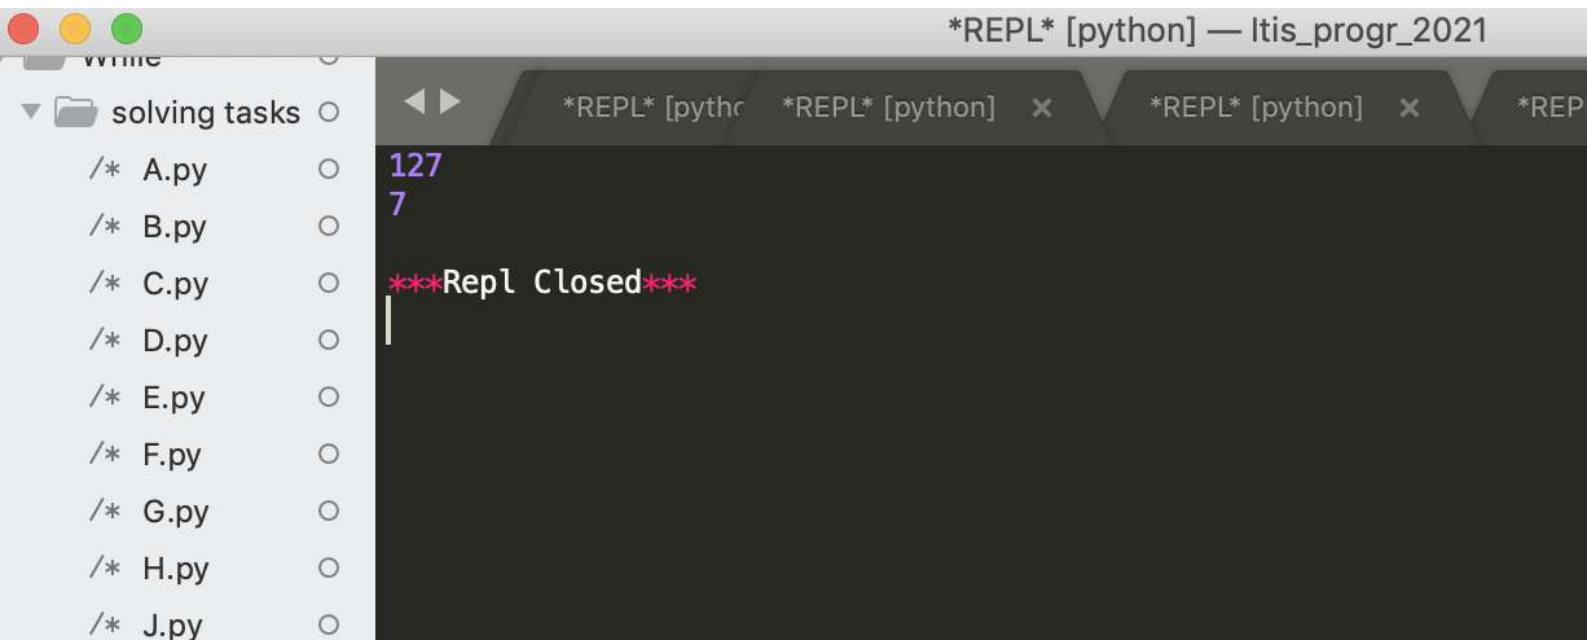 *REPL* [python] — ltis_progr_2021
While
solving tasks
/* A.py
/* B.py
/* C.py
/* D.py
/* E.py
/* F.py
/* G.py
/* H.py
/* J.py
*REPL* [pytho
*REPL* [python] ×
*REPL* [python] ×
*REP
127
7
***Repl Closed***